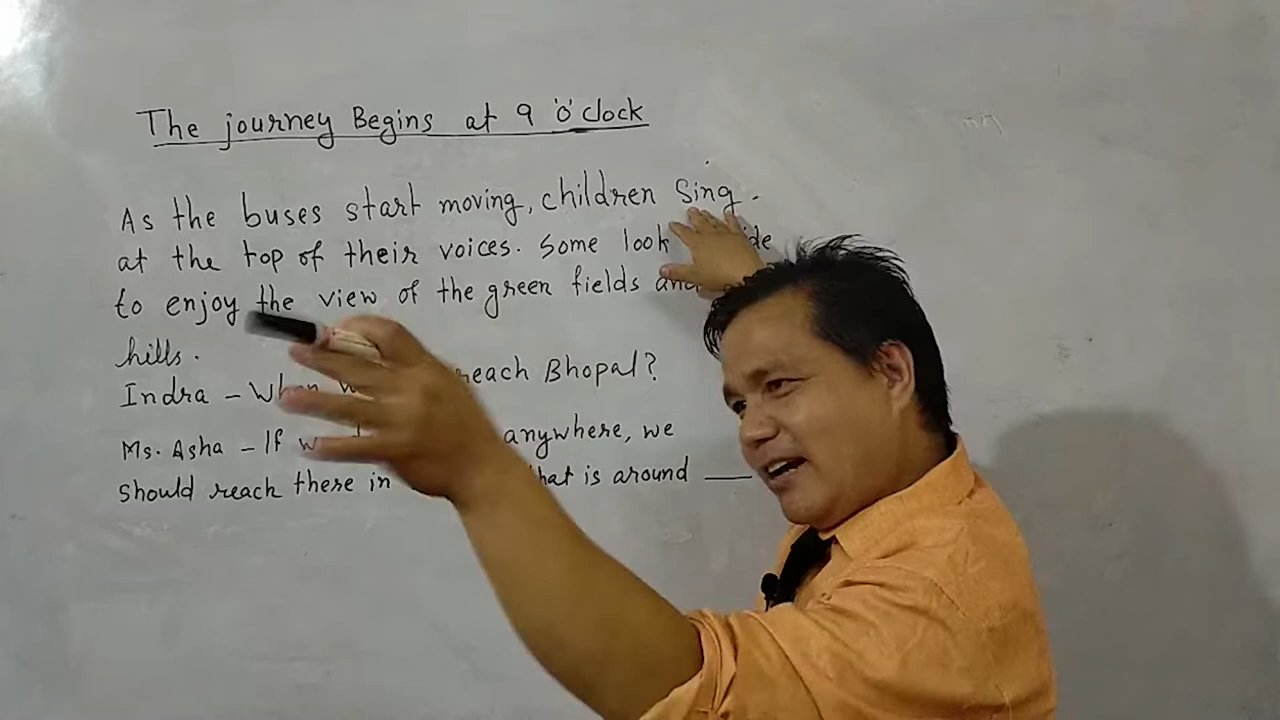 The journey Begins at 9 'o' clock
As the buses start moving, children Sing.
at the top of their voices. Some look
to enjoy the view of the green fields and
hills.
Indra - When reach Bhopal?
Ms. Asha - If anywhere, we
should reach there in that is around ___